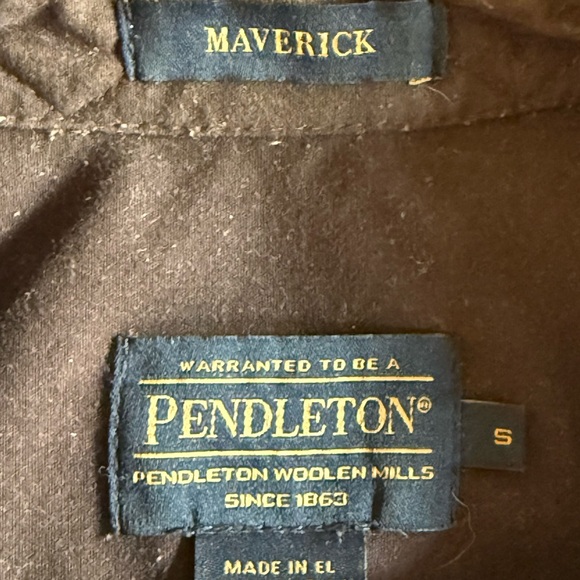 MAVERICK
WARRANTED TO BE A
PENDLETON®
S
PENDLETON WOOLEN MILLS
SINCE 1863
MADE IN EL